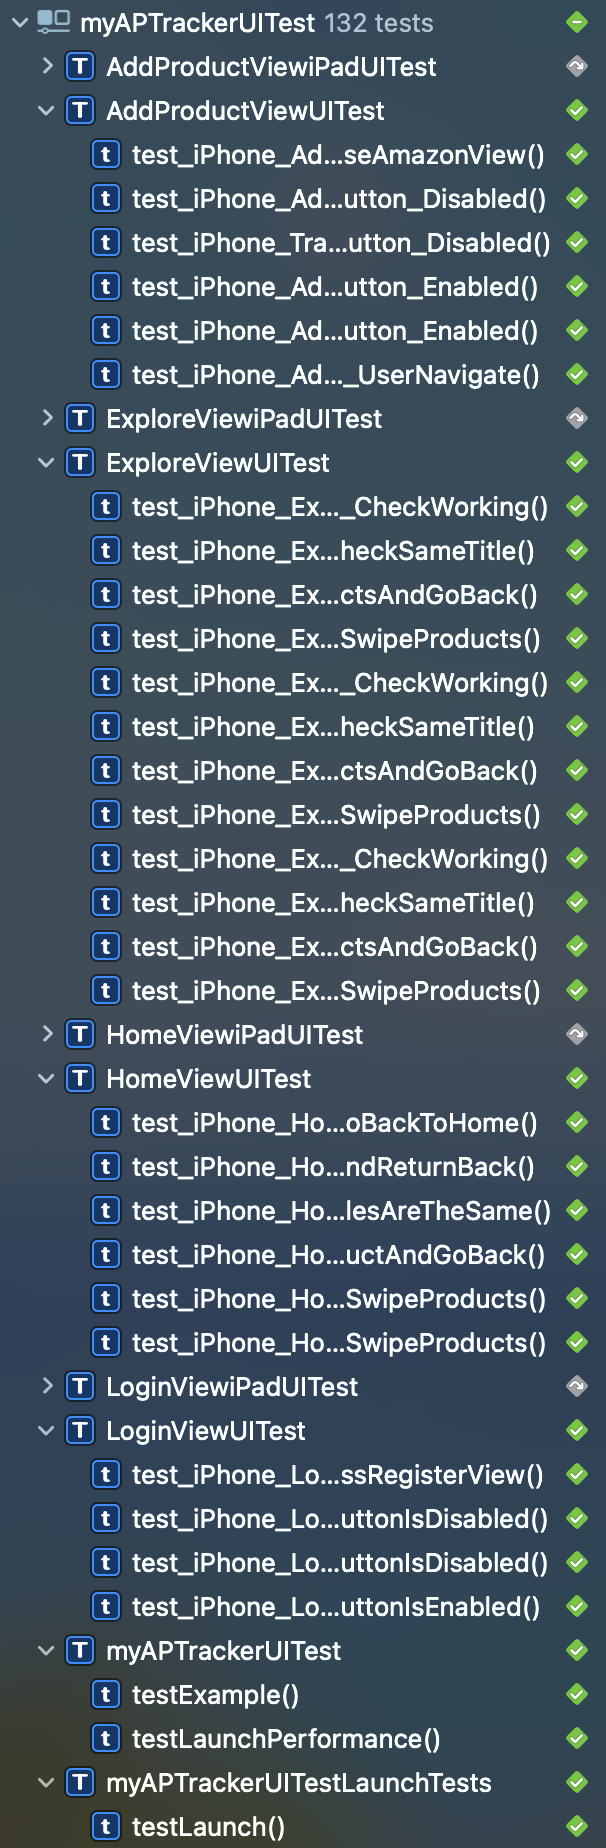 myAPTrackerUITest 132 tests
T AddProductViewiPadUITest
T AddProductViewUITest
t test_iPhone_Ad...seAmazonView()
t test_iPhone_Ad...utton_Disabled()
t test_iPhone_Tra...utton_Disabled()
t test_iPhone_Ad...utton_Enabled()
t test_iPhone_Ad...utton_Enabled()
t test_iPhone_Ad..._UserNavigate()
T ExploreViewiPadUITest
T ExploreViewUITest
t test_iPhone_Ex..._CheckWorking()
t test_iPhone_Ex...heckSameTitle()
t test_iPhone_Ex...ctsAndGoBack()
t test_iPhone_Ex...SwipeProducts()
t test_iPhone_Ex..._CheckWorking()
t test_iPhone_Ex...heckSameTitle()
t test_iPhone_Ex...ctsAndGoBack()
t test_iPhone_Ex...SwipeProducts()
t test_iPhone_Ex..._CheckWorking()
t test_iPhone_Ex...heckSameTitle()
t test_iPhone_Ex...ctsAndGoBack()
t test_iPhone_Ex...SwipeProducts()
T HomeViewiPadUITest
T HomeViewUITest
t test_iPhone_Ho...oBackToHome()
t test_iPhone_Ho...ndReturnBack()
t test_iPhone_Ho...lesAreTheSame()
t test_iPhone_Ho...uctAndGoBack()
t test_iPhone_Ho...SwipeProducts()
t test_iPhone_Ho...SwipeProducts()
T LoginViewiPadUITest
T LoginViewUITest
t test_iPhone_Lo...ssRegisterView()
t test_iPhone_Lo...uttonIsDisabled()
t test_iPhone_Lo...uttonIsDisabled()
t test_iPhone_Lo...uttonIsEnabled()
T myAPTrackerUITest
t testExample()
t testLaunchPerformance()
T myAPTrackerUITestLaunchTests
t testLaunch()